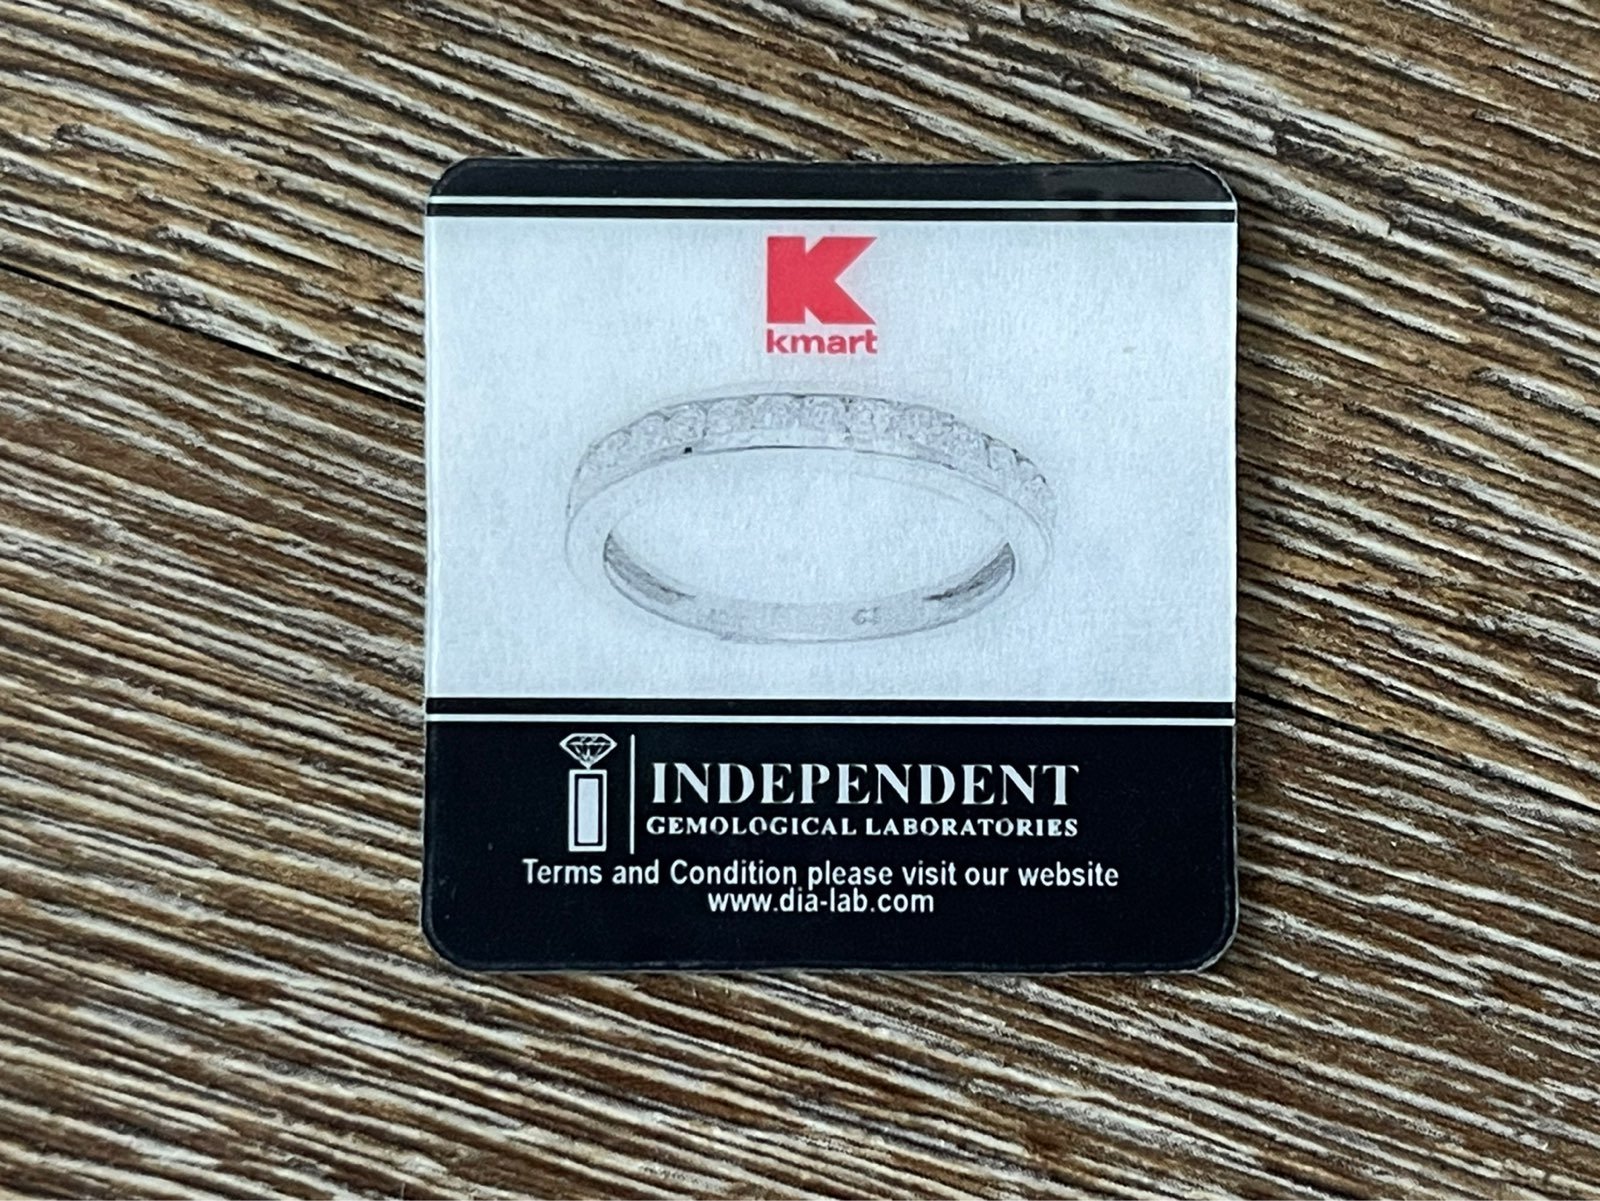 K
kmart
INDEPENDENT
GEMOLOGICAL LABORATORIES
Terms and Condition please visit our website
www.dia-lab.com